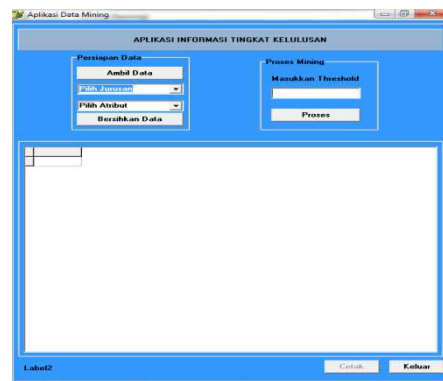 Aplikasi Data Mining
APLIKASI INFORMASI TINGKAT KELULUSAN
Persiapan Data
Ambil Data
Pilih Jurusan
Pilih Atribut
Bersihkan Data
Proses Mining
Masukkan Threshold
Proses
Label2
Cetak
Keluar